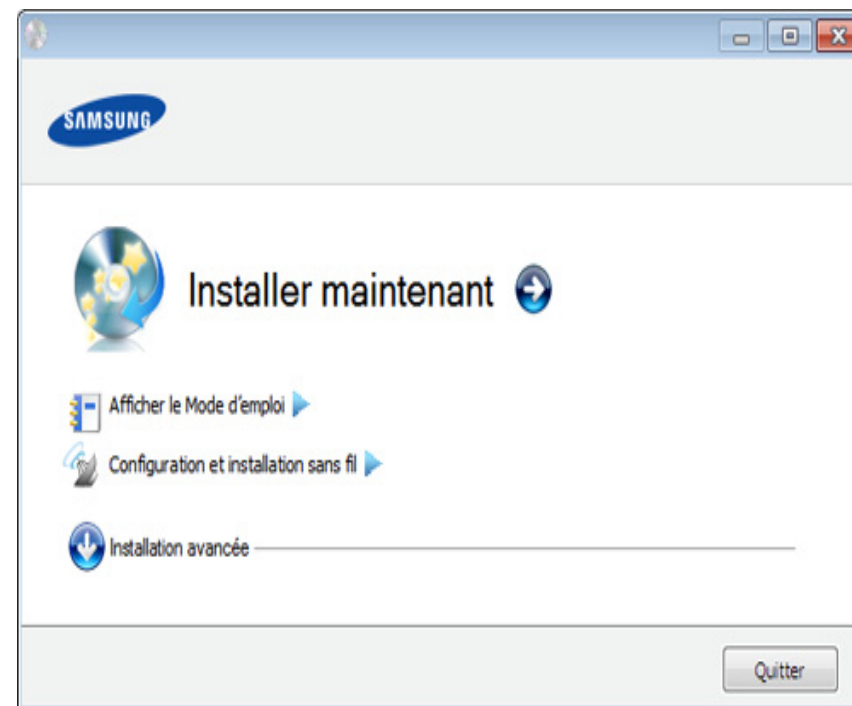 SAMSUNG
Installer maintenant
Afficher le Mode d'emploi
Configuration et installation sans fil
Installation avancée
Quitter